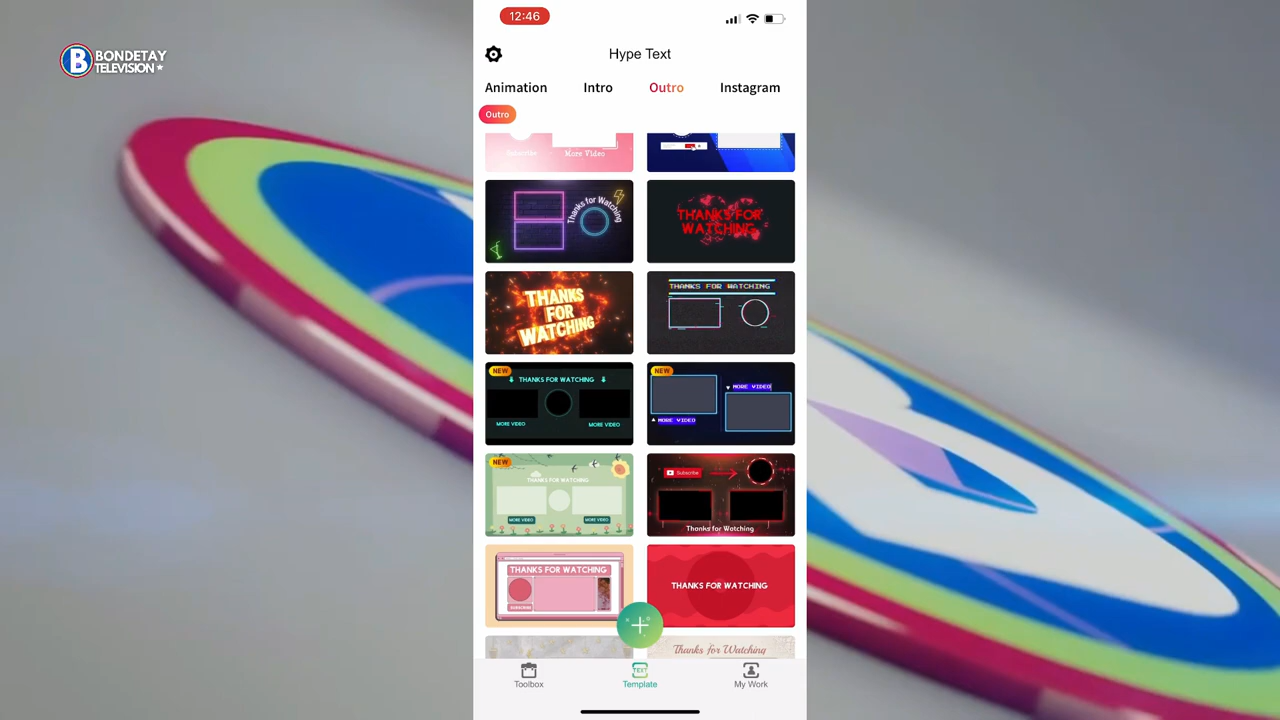 12:46
B BONDETAY
TELEVISION
Hype Text
Animation Intro Outro Instagram
Outro
Subscribe More Video
Thanks for Watching
THANKS FOR
WATCHING
THANKS
FOR
WATCHING
THANKS FOR WATCHING
NEW
THANKS FOR WATCHING
MORE VIDEO MORE VIDEO
NEW
MORE VIDEO
MORE VIDEO
NEW
THANKS FOR WATCHING
MORE VIDEO MORE VIDEO
Subscribe
Thanks for Watching
THANKS FOR WATCHING
SUBSCRIBE
THANKS FOR WATCHING
Thanks for Watching
Toolbox
TEXT
Template
My Work